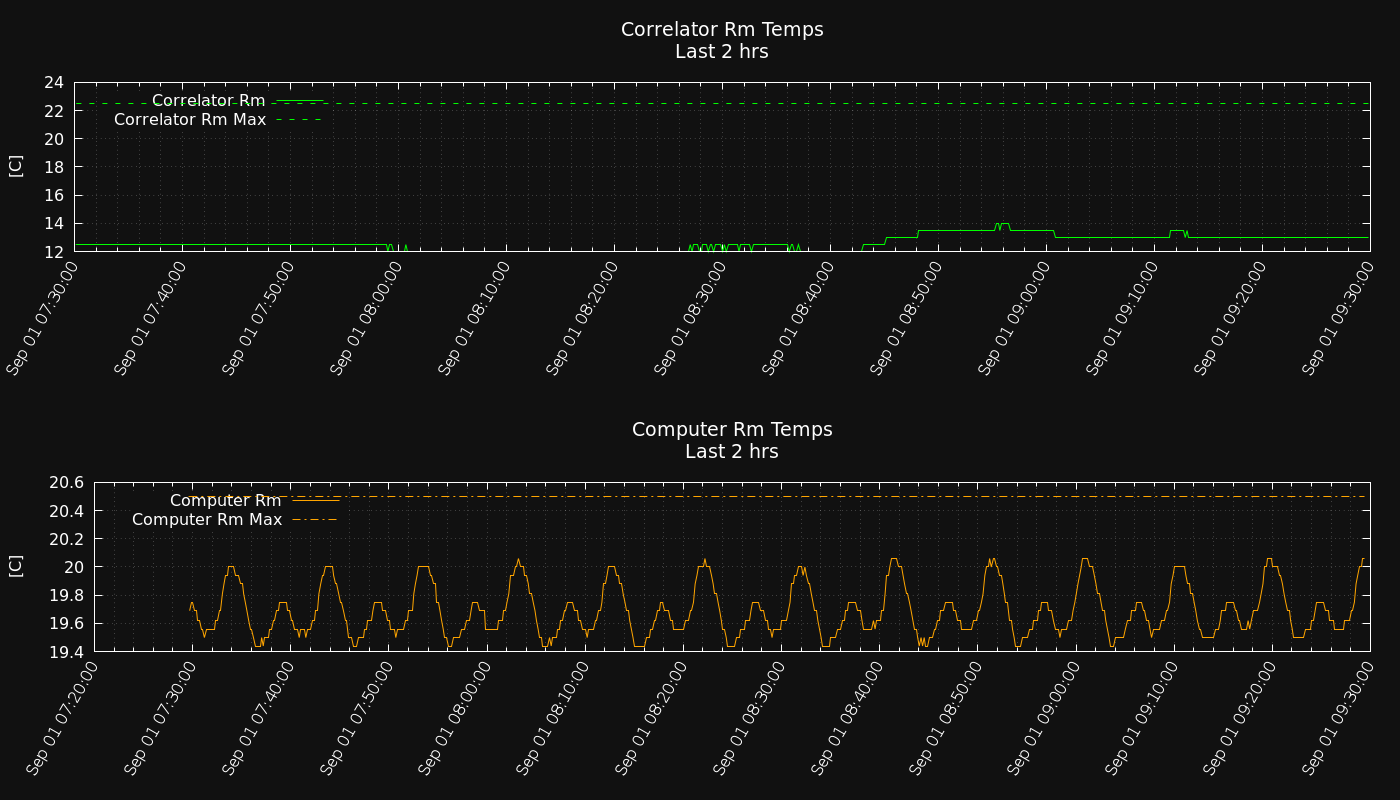 Correlator Rm Temps
Last 2 hrs
24
22
20
18
16
14
12
[C]
Correlator Rm
Correlator Rm Max
Sep 01 07:30:00
Sep 01 07:40:00
Sep 01 07:50:00
Sep 01 08:00:00
Sep 01 08:10:00
Sep 01 08:20:00
Sep 01 08:30:00
Sep 01 08:40:00
Sep 01 08:50:00
Sep 01 09:00:00
Sep 01 09:10:00
Sep 01 09:20:00
Sep 01 09:30:00
Computer Rm Temps
Last 2 hrs
20.6
20.4
20.2
20
19.8
19.6
19.4
[C]
Computer Rm
Computer Rm Max
Sep 01 07:20:00
Sep 01 07:30:00
Sep 01 07:40:00
Sep 01 07:50:00
Sep 01 08:00:00
Sep 01 08:10:00
Sep 01 08:20:00
Sep 01 08:30:00
Sep 01 08:40:00
Sep 01 08:50:00
Sep 01 09:00:00
Sep 01 09:10:00
Sep 01 09:20:00
Sep 01 09:30:00